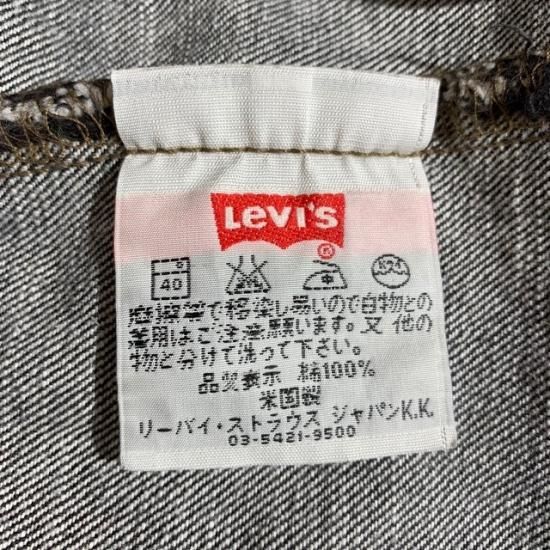 Levi's
®
40
で移染し易いので白物との
着用はご注意願います。又 他の
物と分けて洗って下さい。
品質表示 綿100%
米国製
リーバイ・ストラウス ジャパンK.K.
03-5421-9500